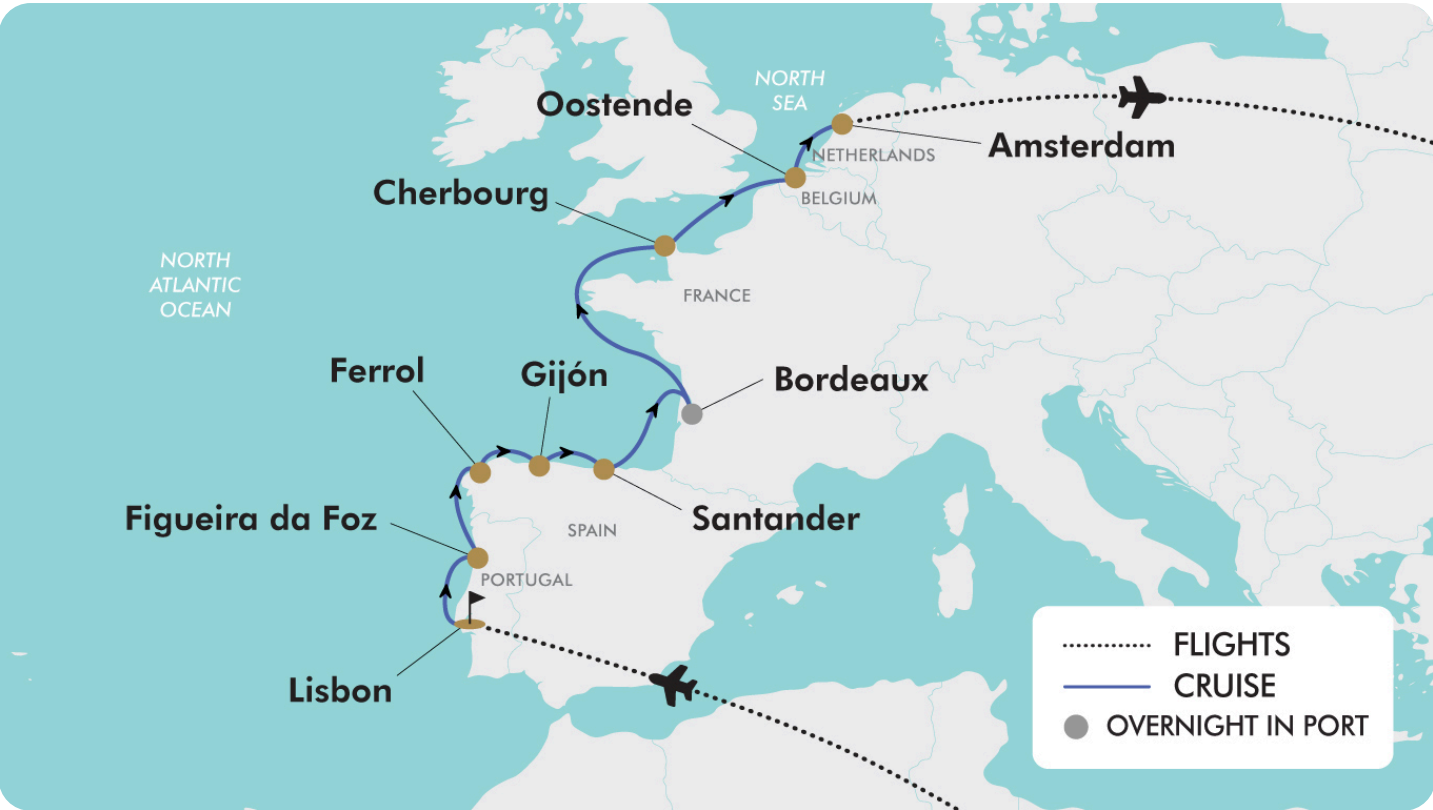 NORTH
SEA
Oostende
Amsterdam
NETHERLANDS
Cherbourg
BELGIUM
NORTH
ATLANTIC
OCEAN
FRANCE
Ferrol
Gijón
Bordeaux
Figueira da Foz
Santander
SPAIN
PORTUGAL
Lisbon
FLIGHTS
CRUISE
OVERNIGHT IN PORT